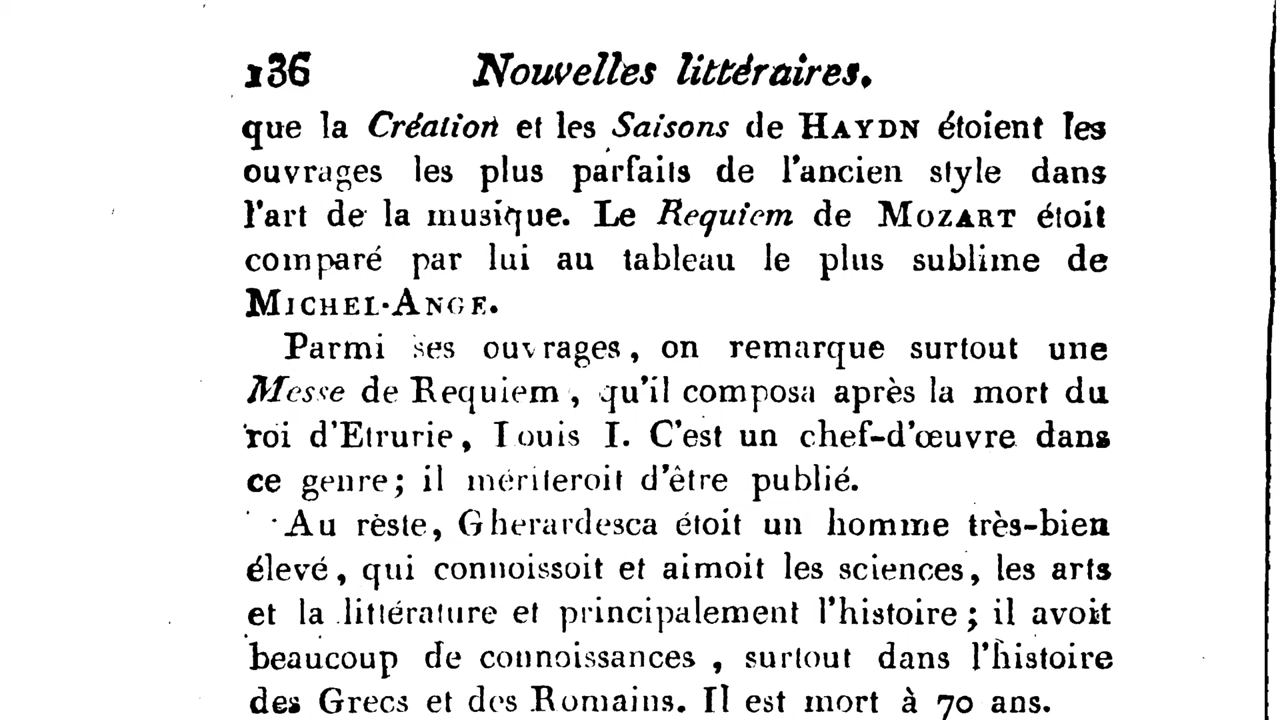 136 Nouvelles littéraires.
que la Création et les Saisons de HAYDN étoient les
ouvrages les plus parfaits de l'ancien style dans
l'art de la musique. Le Requiem de MOZART étoit
comparé par lui au tableau le plus sublime de
MICHEL-ANGE.
Parmi ses ouvrages, on remarque surtout une
Messe de Requiem, qu'il composa après la mort du
roi d'Etrurie, Louis I. C'est un chef-d'œuvre dans
ce genre; il mériteroit d'être publié.
Au reste, Gherardesca étoit un homme très-bien
élevé, qui connoissoit et aimoit les sciences, les arts
et la littérature et principalement l'histoire; il avoit
beaucoup de connoissances, surtout dans l'histoire
des Grecs et des Romains. Il est mort à 70 ans.